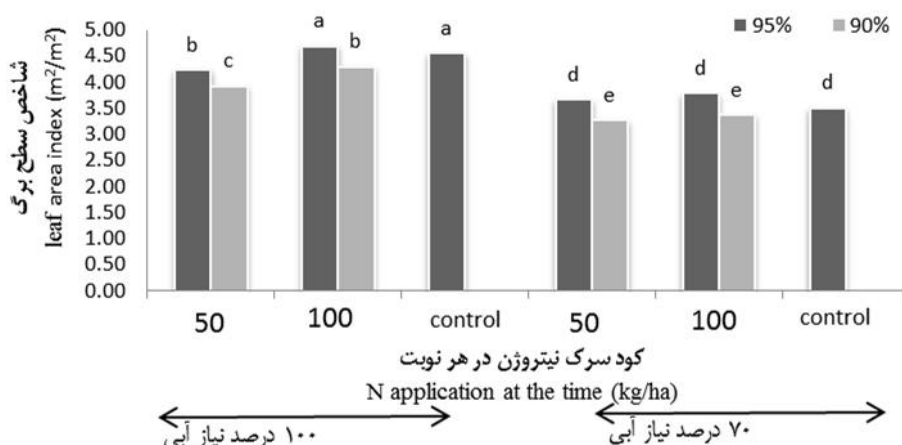 95% 90%
شاخص سطح برگ
leaf area index (m²/m²)
5.00
4.50
4.00
3.50
3.00
2.50
2.00
1.50
1.00
0.50
0.00
b c a b a d e d e d
50 100 control 50 100 control
کود سرک نیتروژن در هر نوبت
N application at the time (kg/ha)
۱۰۰ درصد نیاز آبی
۷۰ درصد نیاز آبی